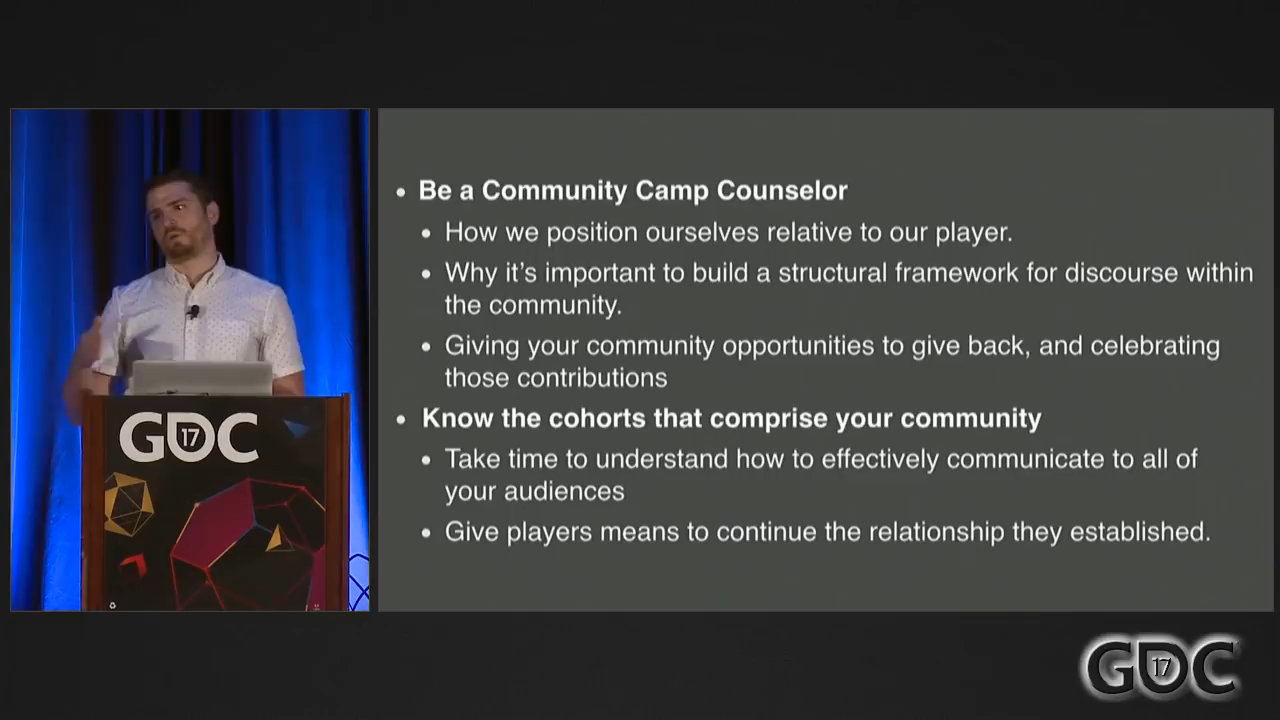 • Be a Community Camp Counselor
• How we position ourselves relative to our player.
• Why it’s important to build a structural framework for discourse within
the community.
• Giving your community opportunities to give back, and celebrating
those contributions
• Know the cohorts that comprise your community
• Take time to understand how to effectively communicate to all of
your audiences
• Give players means to continue the relationship they established.
GDC 17
GDC 17